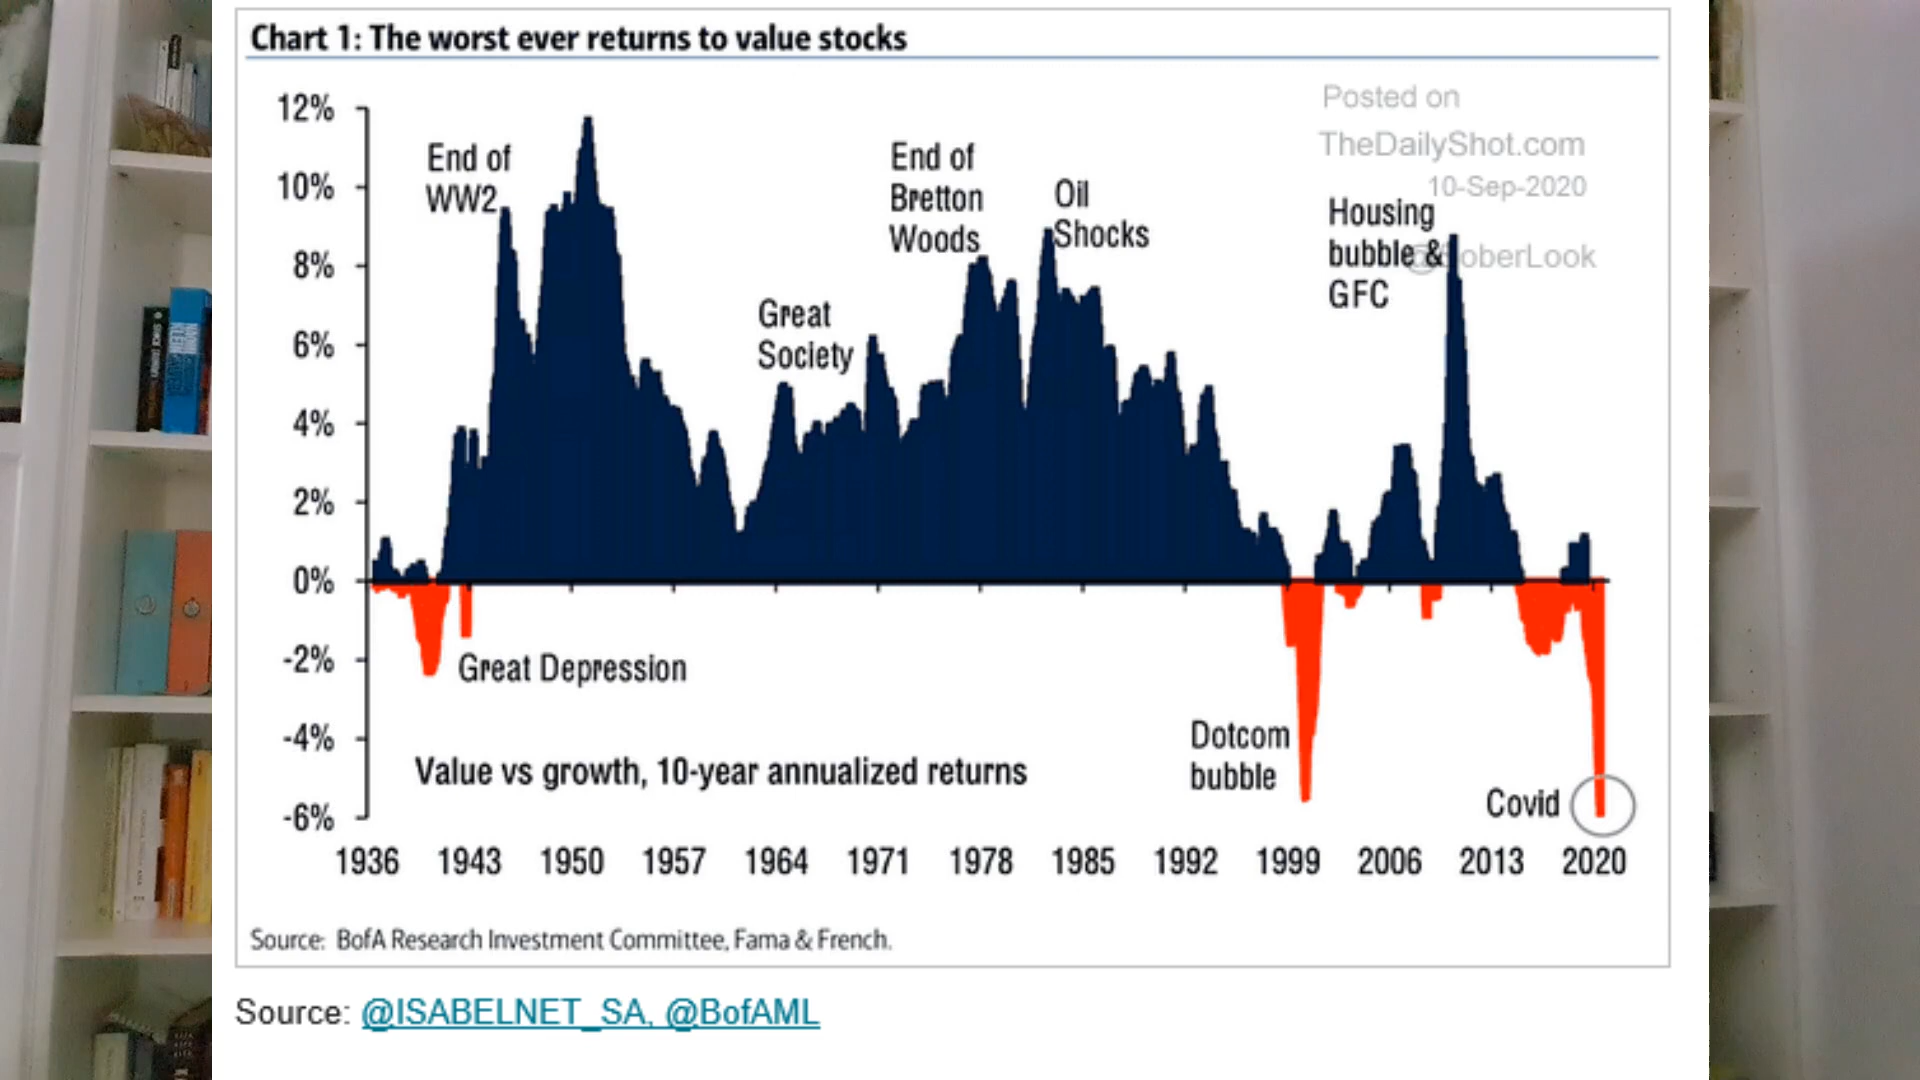 Chart 1: The worst ever returns to value stocks
Posted on
TheDailyShot.com
10-Sep-2020
12%
10%
8%
6%
4%
2%
0%
-2%
-4%
-6%
End of
WW2
Great
Society
End of
Bretton
Woods
Oil
Shocks
Housing
bubble &
GFC
Great Depression
Dotcom
bubble
Covid
Value vs growth, 10-year annualized returns
1936 1943 1950 1957 1964 1971 1978 1985 1992 1999 2006 2013 2020
Source: BofA Research Investment Committee, Fama & French.
Source: @ISABELNET_SA, @BofAML